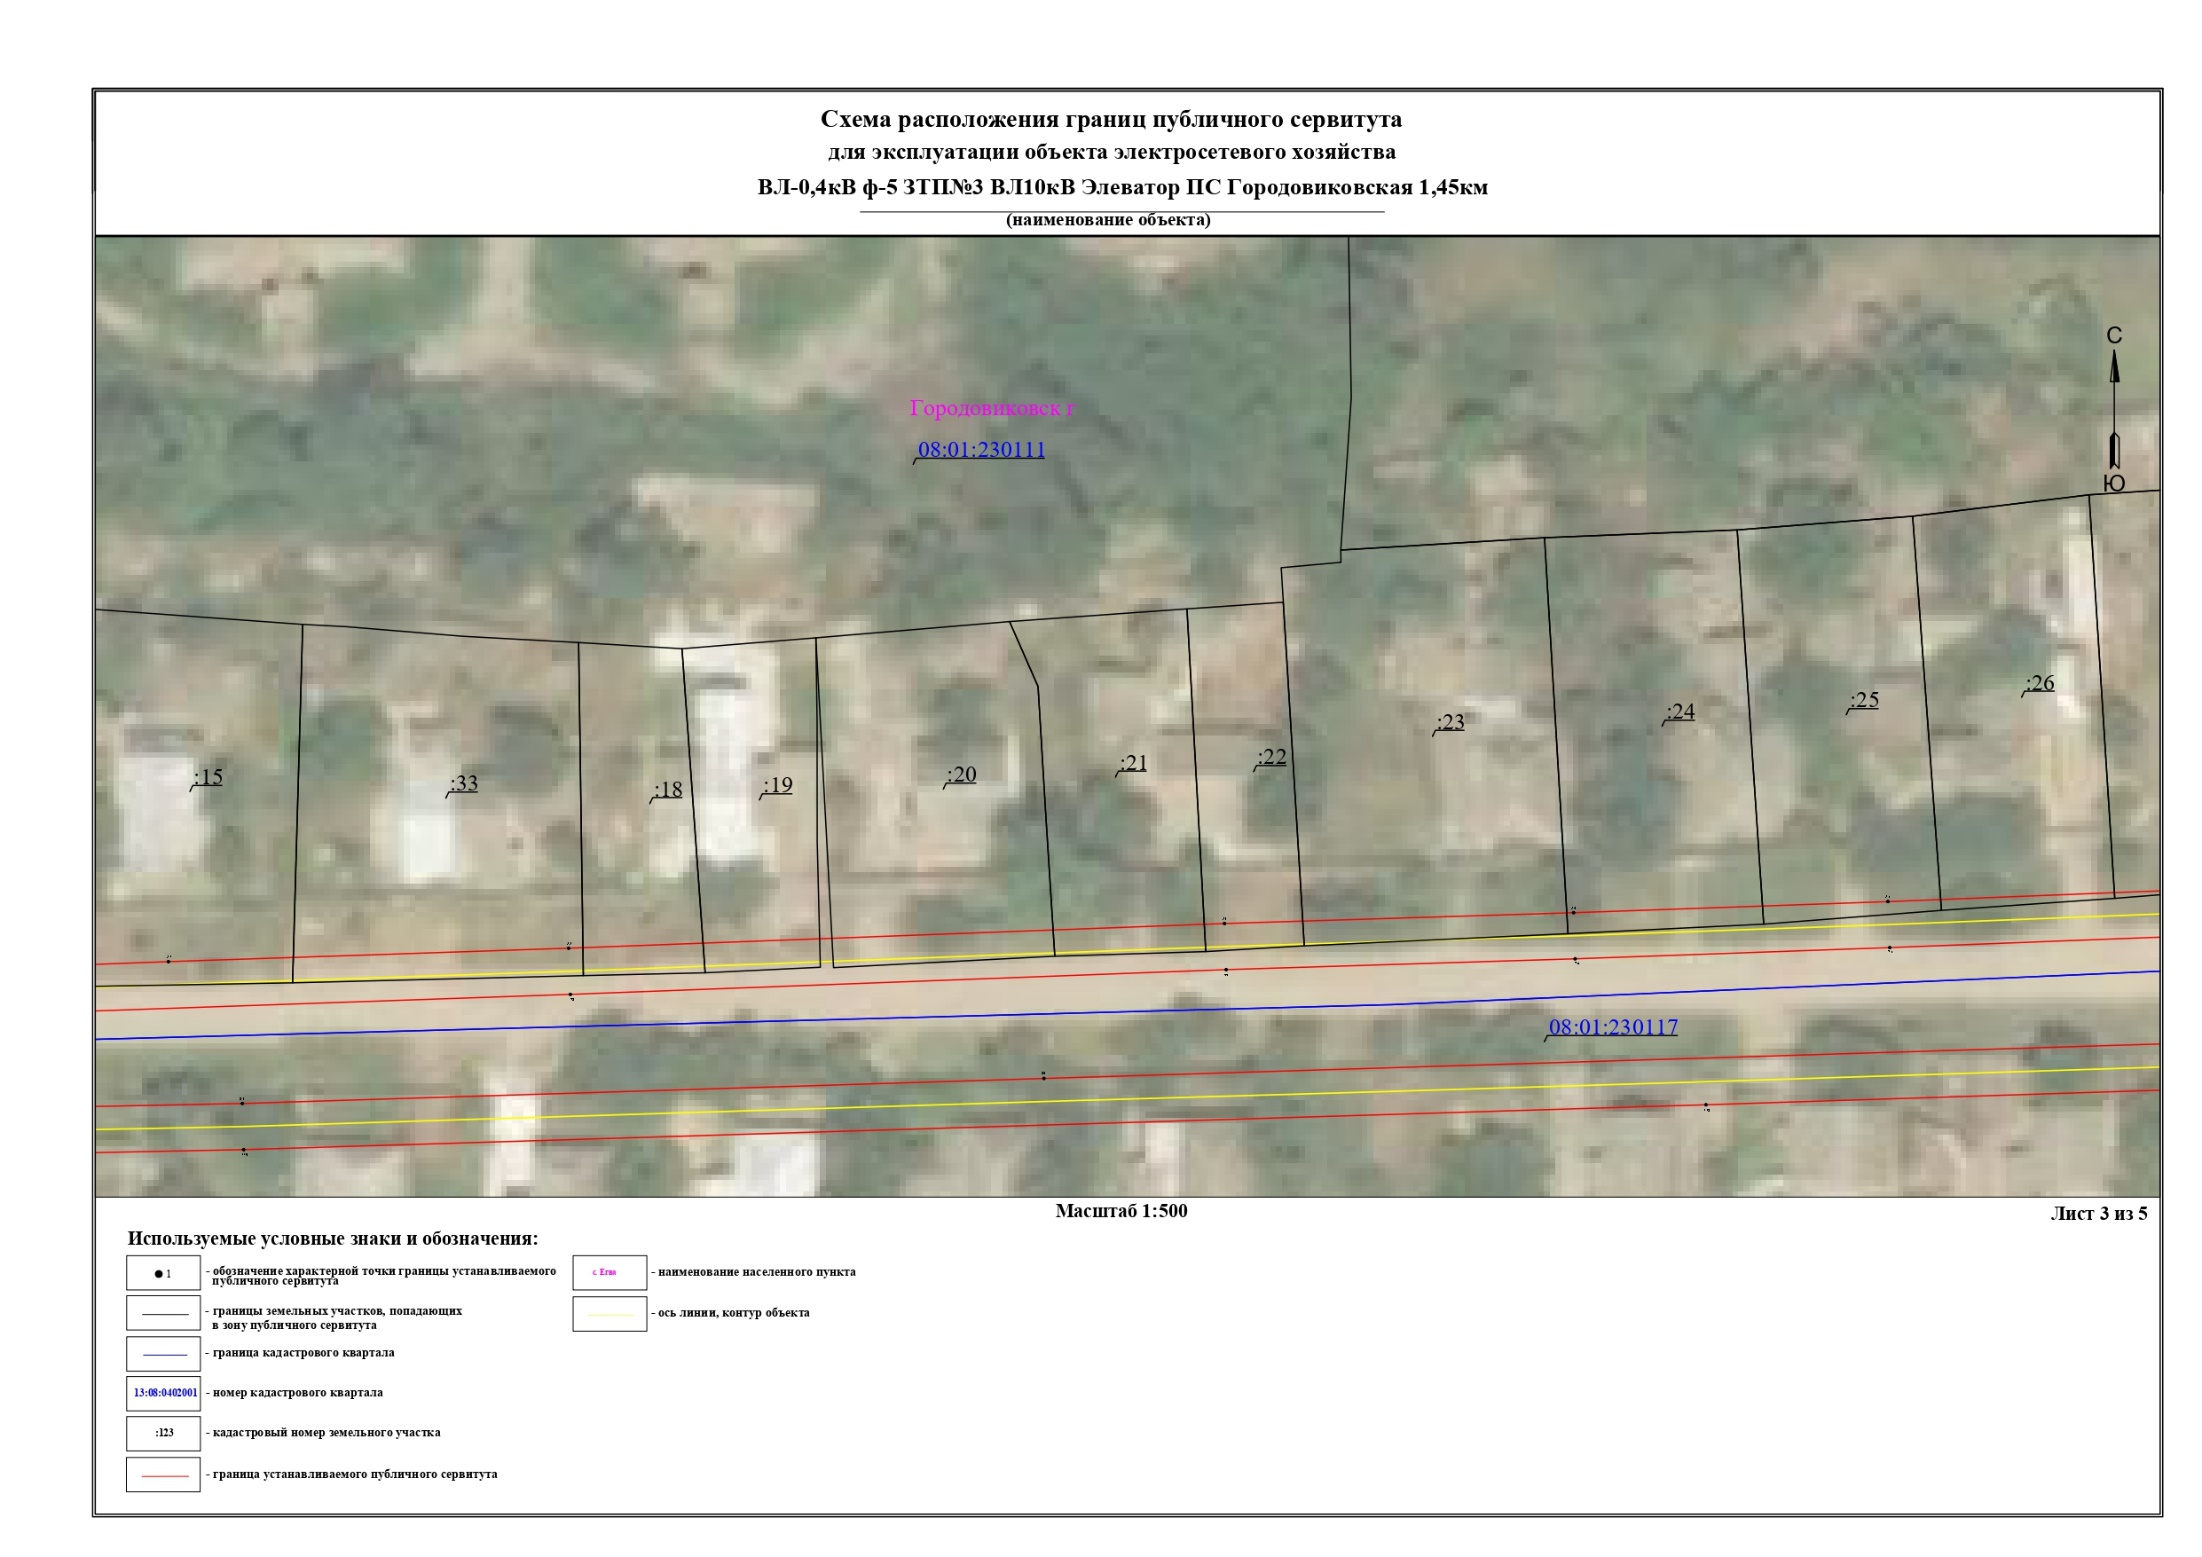 Схема расположения границ публичного сервитута
для эксплуатации объекта электросетевого хозяйства
ВЛ-0,4кВ ф-5 ЗТП№3 ВЛ10кВ Элеватор ПС Городовиковская 1,45км
(наименование объекта)
С
Ю
Городовиковск г
08:01:230111
:15
:33
:18
:19
:20
:21
:22
:23
:24
:25
:26
08:01:230117
Масштаб 1:500
Лист 3 из 5
Используемые условные знаки и обозначения:
1 - обозначение характерной точки границы устанавливаемого
публичного сервитута
- границы земельных участков, попадающих
в зону публичного сервитута
- граница кадастрового квартала
13:08:0402001 - номер кадастрового квартала
:123 - кадастровый номер земельного участка
- граница устанавливаемого публичного сервитута
с. Егва - наименование населенного пункта
- ось линии, контур объекта